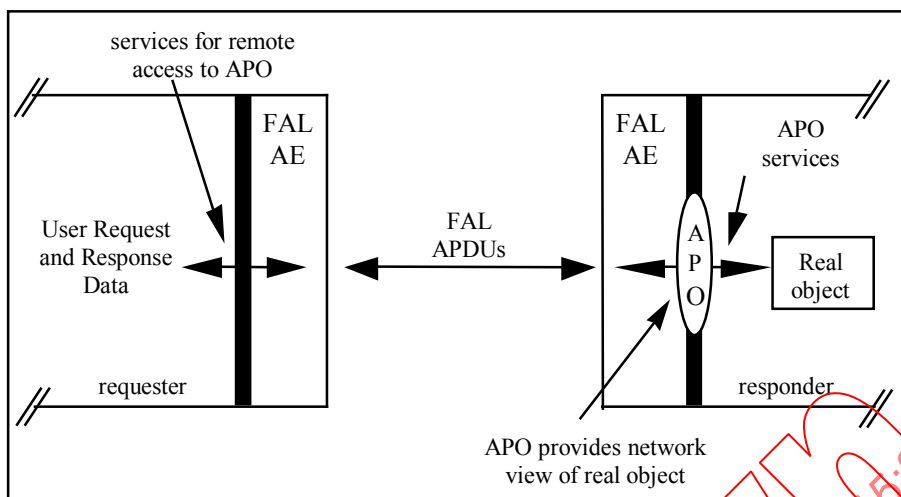 services for remote
access to APO
FAL
AE
FAL
AE
APO
services
User Request
and Response
Data
FAL
APDUs
A
P
O
Real
object
requester
responder
APO provides network
view of real object